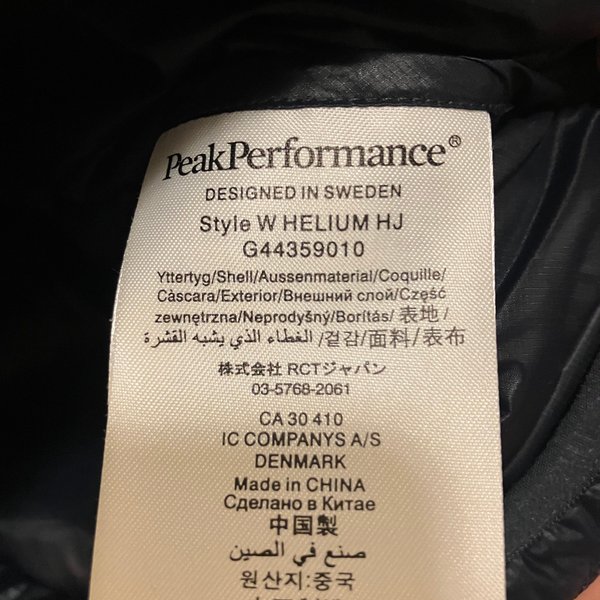 PeakPerformance®
DESIGNED IN SWEDEN
Style W HELIUM HJ
G44359010
Yttertyg/Shell/Aussenmaterial/Coquille/
Càscara/Exterior/Внешний слой/Część
zewnętrzna/Neprodyšný/Borítás/ 表地 /
الغطاء الذي يشبه القشرة /겉감/面料/表布
株式会社 RCTジャパン
03-5768-2061
CA 30 410
IC COMPANYS A/S
DENMARK
Made in CHINA
Сделано в Китае
中国製
صنع في الصين
원산지:중국